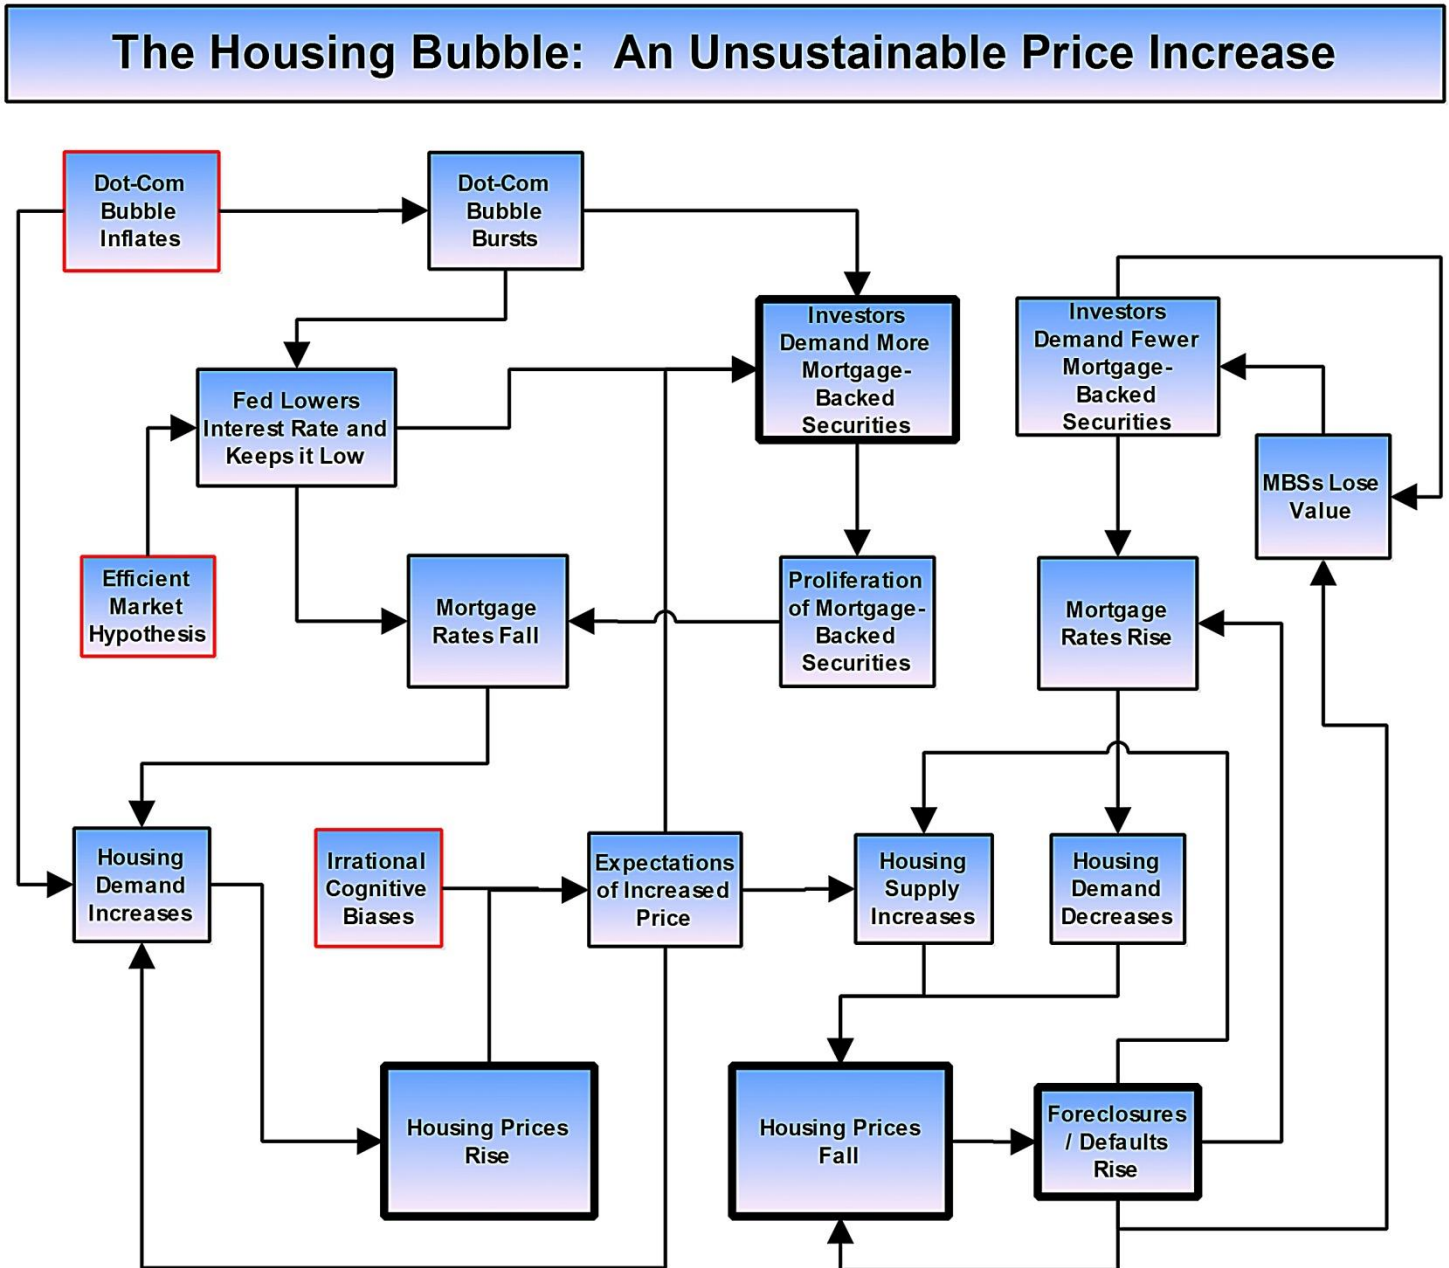 The Housing Bubble:  An Unsustainable Price Increase
Dot-Com
Bubble
Inflates
Dot-Com
Bubble
Bursts
Investors
Demand More
Mortgage-
Backed
Securities
Investors
Demand Fewer
Mortgage-
Backed
Securities
Fed Lowers
Interest Rate and
Keeps it Low
MBSs Lose
Value
Efficient
Market
Hypothesis
Mortgage
Rates Fall
Proliferation
of Mortgage-
Backed
Securities
Mortgage
Rates Rise
Housing
Demand
Increases
Irrational
Cognitive
Biases
Expectations
of Increased
Price
Housing
Supply
Increases
Housing
Demand
Decreases
Housing Prices
Rise
Housing Prices
Fall
Foreclosures
/ Defaults
Rise